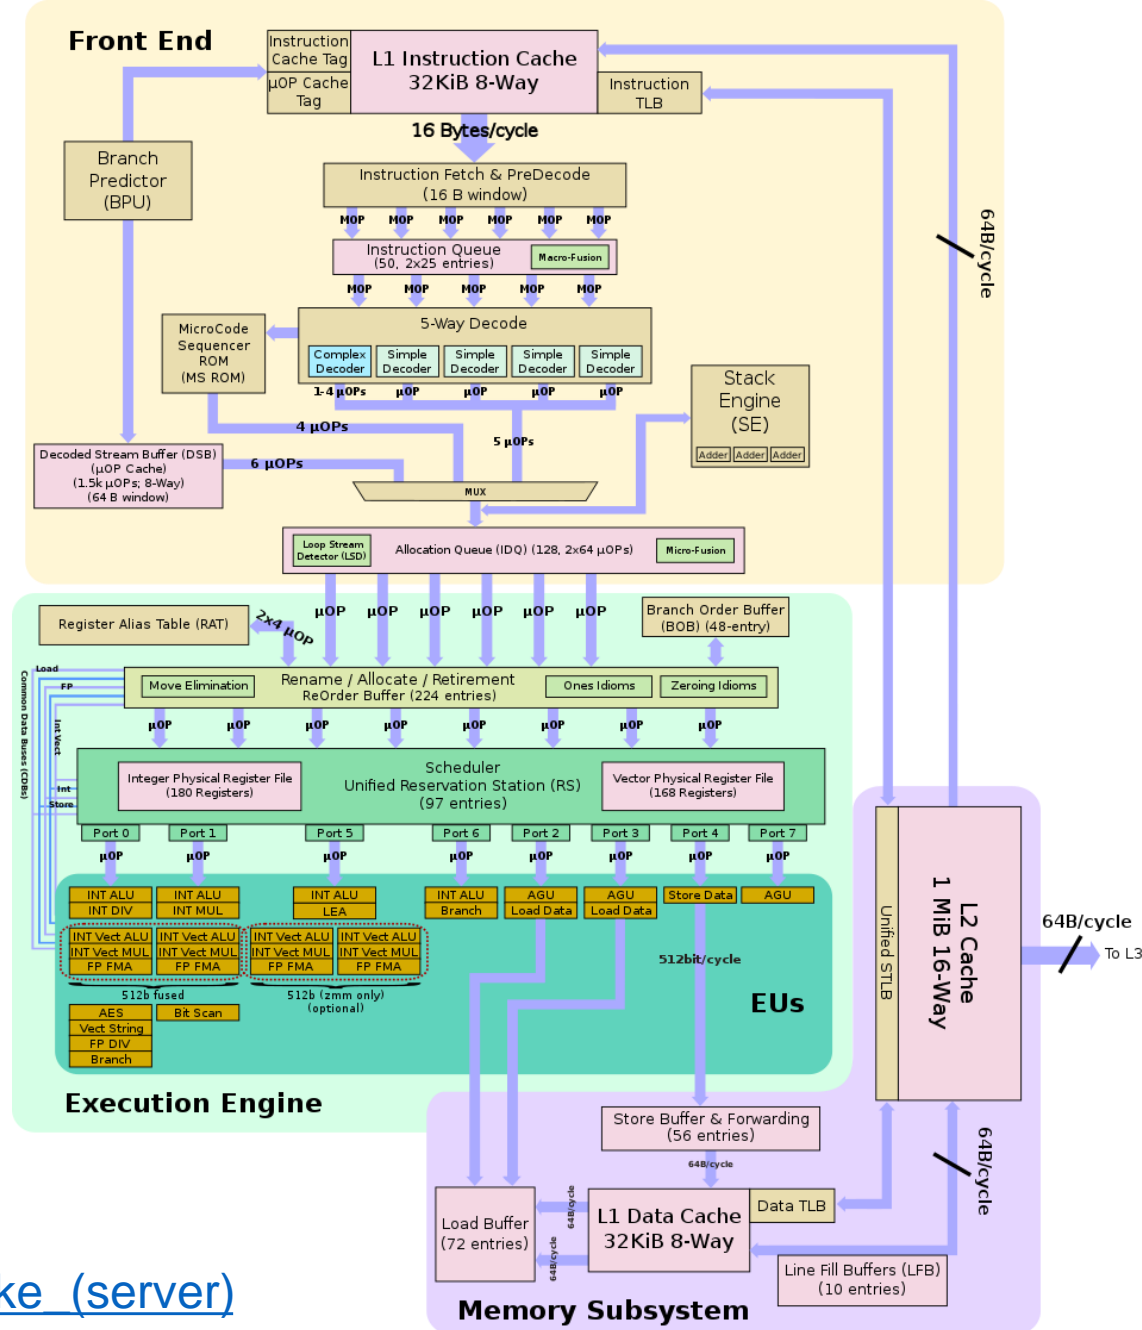 Front End
Instruction
Cache Tag
µOP Cache
Tag
L1 Instruction Cache
32KiB 8-Way
Instruction
TLB
16 Bytes/cycle
Branch
Predictor
(BPU)
Instruction Fetch & PreDecode
(16 B window)
MOP MOP MOP MOP MOP MOP
Instruction Queue
(50, 2x25 entries)
Macro-Fusion
MOP MOP MOP MOP MOP
64B/cycle
MicroCode
Sequencer
ROM
(MS ROM)
5-Way Decode
Complex
Decoder
Simple
Decoder
Simple
Decoder
Simple
Decoder
Simple
Decoder
1-4 µOPs µOP µOP µOP µOP
Stack
Engine
(SE)
Adder Adder Adder
4 µOPs
5 µOPs
Decoded Stream Buffer (DSB)
(µOP Cache)
(1.5k µOPs; 8-Way)
(64 B window)
6 µOPs
MUX
Loop Stream
Detector (LSD)
Allocation Queue (IDQ) (128, 2x64 µOPs)
Micro-Fusion
µOP µOP µOP µOP µOP µOP
Register Alias Table (RAT)
2x4 µOP
Branch Order Buffer
(BOB) (48-entry)
Common Data Buses (CDBs)
Load
FP
Int Vect
Int
Store
Move Elimination
Rename / Allocate / Retirement
ReOrder Buffer (224 entries)
Ones Idioms
Zeroing Idioms
µOP µOP µOP µOP µOP µOP µOP µOP
Integer Physical Register File
(180 Registers)
Scheduler
Unified Reservation Station (RS)
(97 entries)
Vector Physical Register File
(168 Registers)
Port 0 Port 1 Port 5 Port 6 Port 2 Port 3 Port 4 Port 7
µOP µOP µOP µOP µOP µOP µOP µOP
INT ALU INT ALU INT ALU INT ALU AGU AGU Store Data AGU
INT DIV INT MUL LEA Branch Load Data Load Data
INT Vect ALU INT Vect ALU INT Vect ALU INT Vect ALU
INT Vect MUL INT Vect MUL INT Vect MUL INT Vect MUL
FP FMA FP FMA FP FMA FP FMA
512b fused
512b (zmm only)
(optional)
512bit/cycle
AES
Vect String
FP DIV
Branch
Bit Scan
EUs
Execution Engine
Unified STLB
L2 Cache
1 MiB 16-Way
64B/cycle
To L3
Store Buffer & Forwarding
(56 entries)
64B/cycle
64B/cycle
Load Buffer
(72 entries)
64B/cycle
64B/cycle
L1 Data Cache
32KiB 8-Way
Data TLB
Line Fill Buffers (LFB)
(10 entries)
Memory Subsystem
ke_(server)